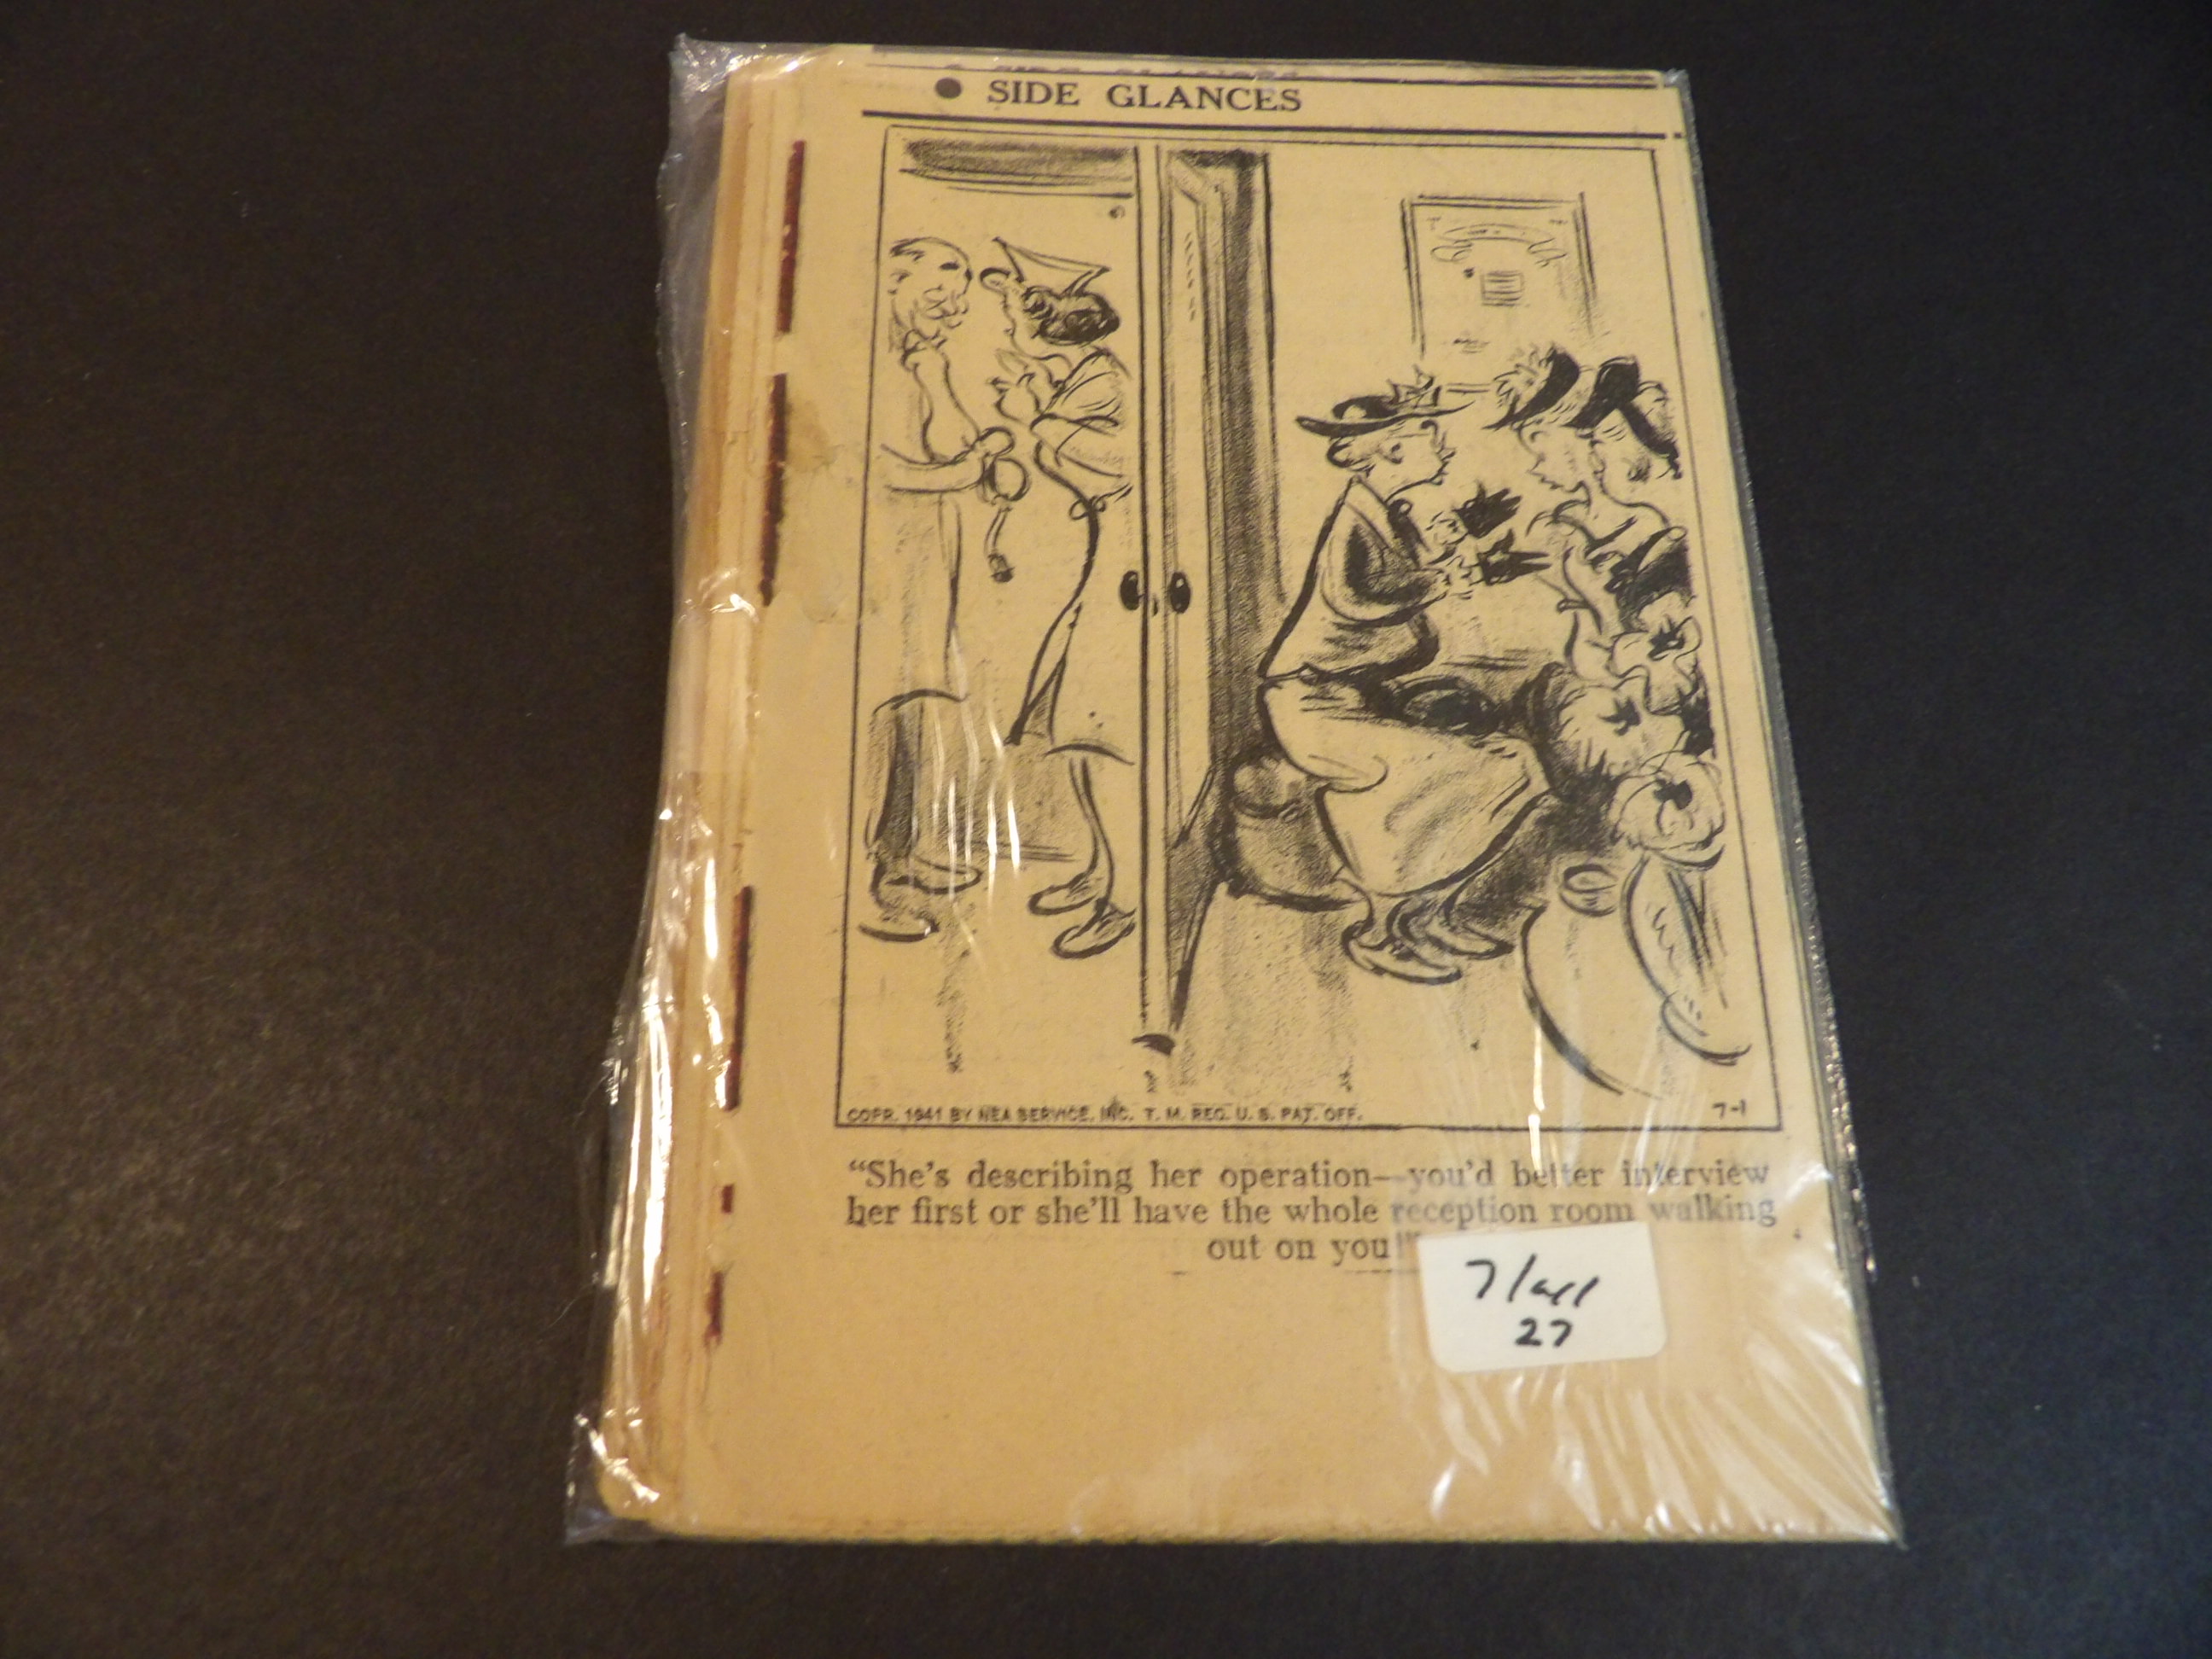 ● SIDE GLANCES
COPR. 1941 BY NEA SERVICE, INC. T. M. REG. U. S. PAT. OFF.
7-1
“She's describing her operation—you'd better interview
her first or she'll have the whole reception room walking
out on you!”
7/41
27